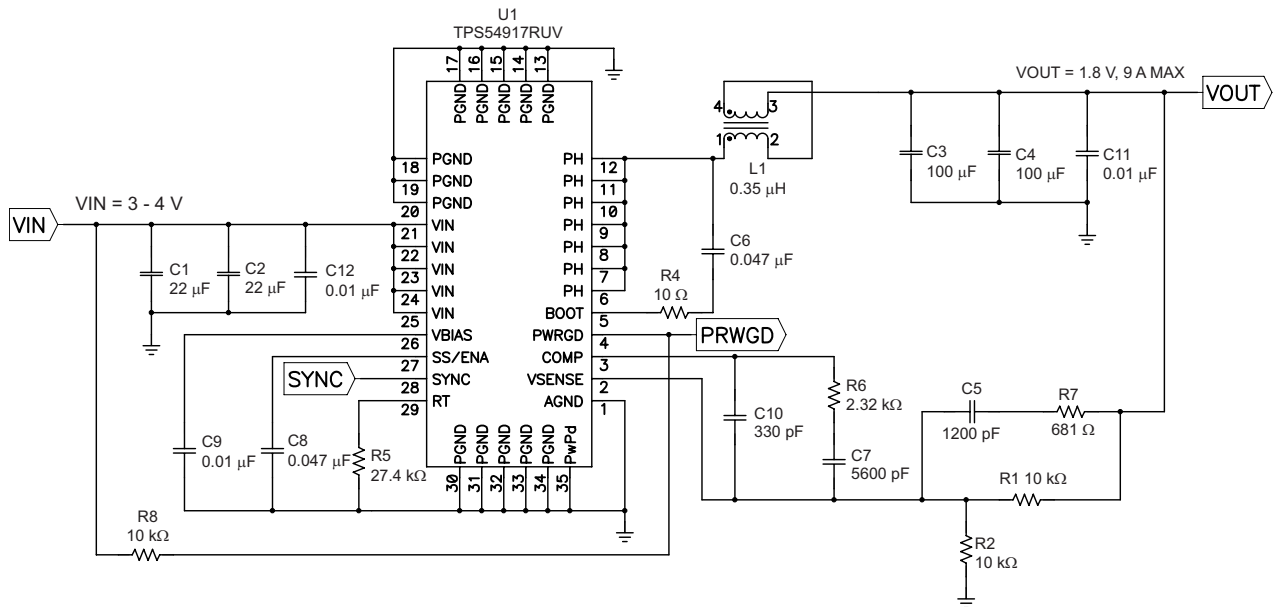 U1
TPS54917RUV
17
16
15
14
13
PGND
PGND
PGND
PGND
PGND
VOUT = 1.8 V, 9 A MAX
VOUT
4
3
1
2
L1
0.35 μH
C3
100 μF
C4
100 μF
C11
0.01 μF
VIN = 3 - 4 V
VIN
C1
22 μF
C2
22 μF
C12
0.01 μF
18
PGND
19
PGND
20
PGND
21
VIN
22
VIN
23
VIN
24
VIN
25
VIN
26
VBIAS
27
SS/ENA
28
SYNC
29
RT
PH
12
PH
11
PH
10
PH
9
PH
8
PH
7
PH
6
BOOT
5
PWRGD
4
COMP
3
VSENSE
2
AGND
1
C6
0.047 μF
R4
10 Ω
PRWGD
SYNC
C9
0.01 μF
C8
0.047 μF
R5
27.4 kΩ
PGND
PGND
PGND
PGND
PGND
PwPd
30
31
32
33
34
35
C10
330 pF
R6
2.32 kΩ
C7
5600 pF
C5
1200 pF
R7
681 Ω
R1 10 kΩ
R2
10 kΩ
R8
10 kΩ